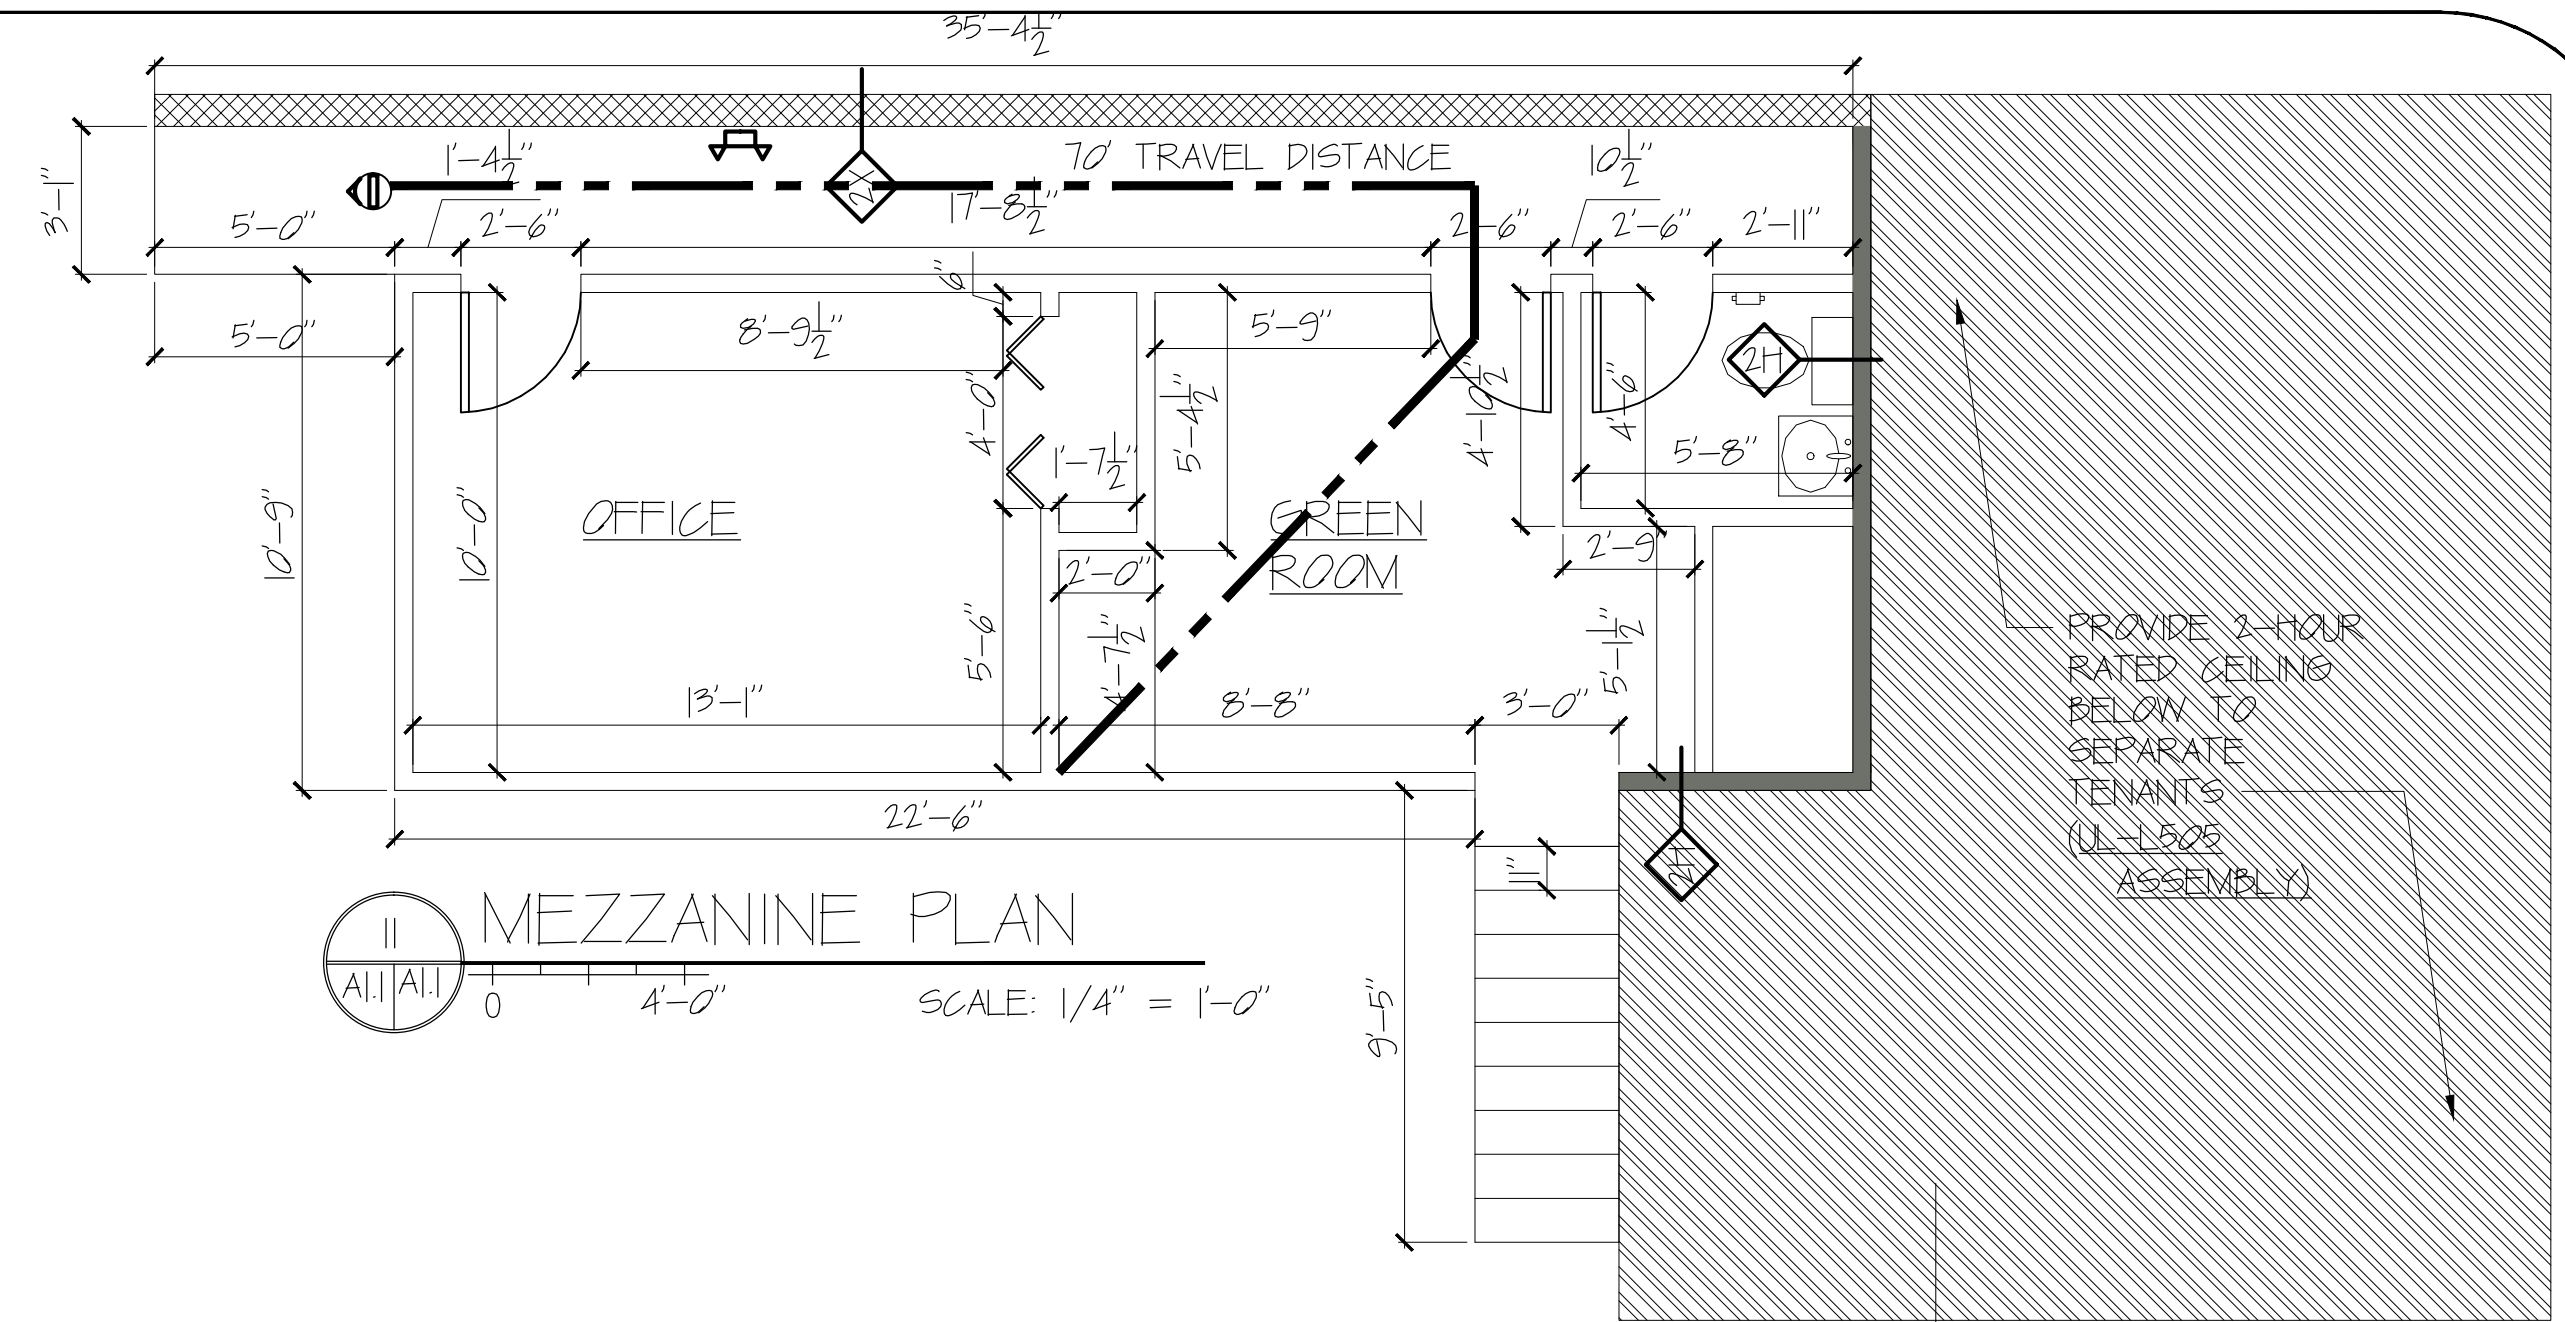 35'-4 1/2"
1'-4 1/2"
70' TRAVEL DISTANCE
10 1/2"
3'-1"
2X
17'-8 1/2"
5'-0"
2'-6"
2'-6"
2'-6"
2'-11"
6"
5'-0"
8'-9 1/2"
5'-9"
2H
4'-0"
5'-4 1/2"
4'-10 1/2"
4'-6"
1'-7 1/2"
5'-8"
10'-9"
10'-0"
OFFICE
GREEN
ROOM
2'-9"
2'-0"
5'-6"
4'-7 1/2"
5'-1 1/2"
13'-1"
8'-8"
3'-0"
PROVIDE 2-HOUR
RATED CEILING
BELOW TO
SEPARATE
TENANTS
(UL-L505
ASSEMBLY)
22'-6"
11"
2H
11
A1.1 A1.1
MEZZANINE PLAN
0 4'-0" SCALE: 1/4" = 1'-0"
9'-5"